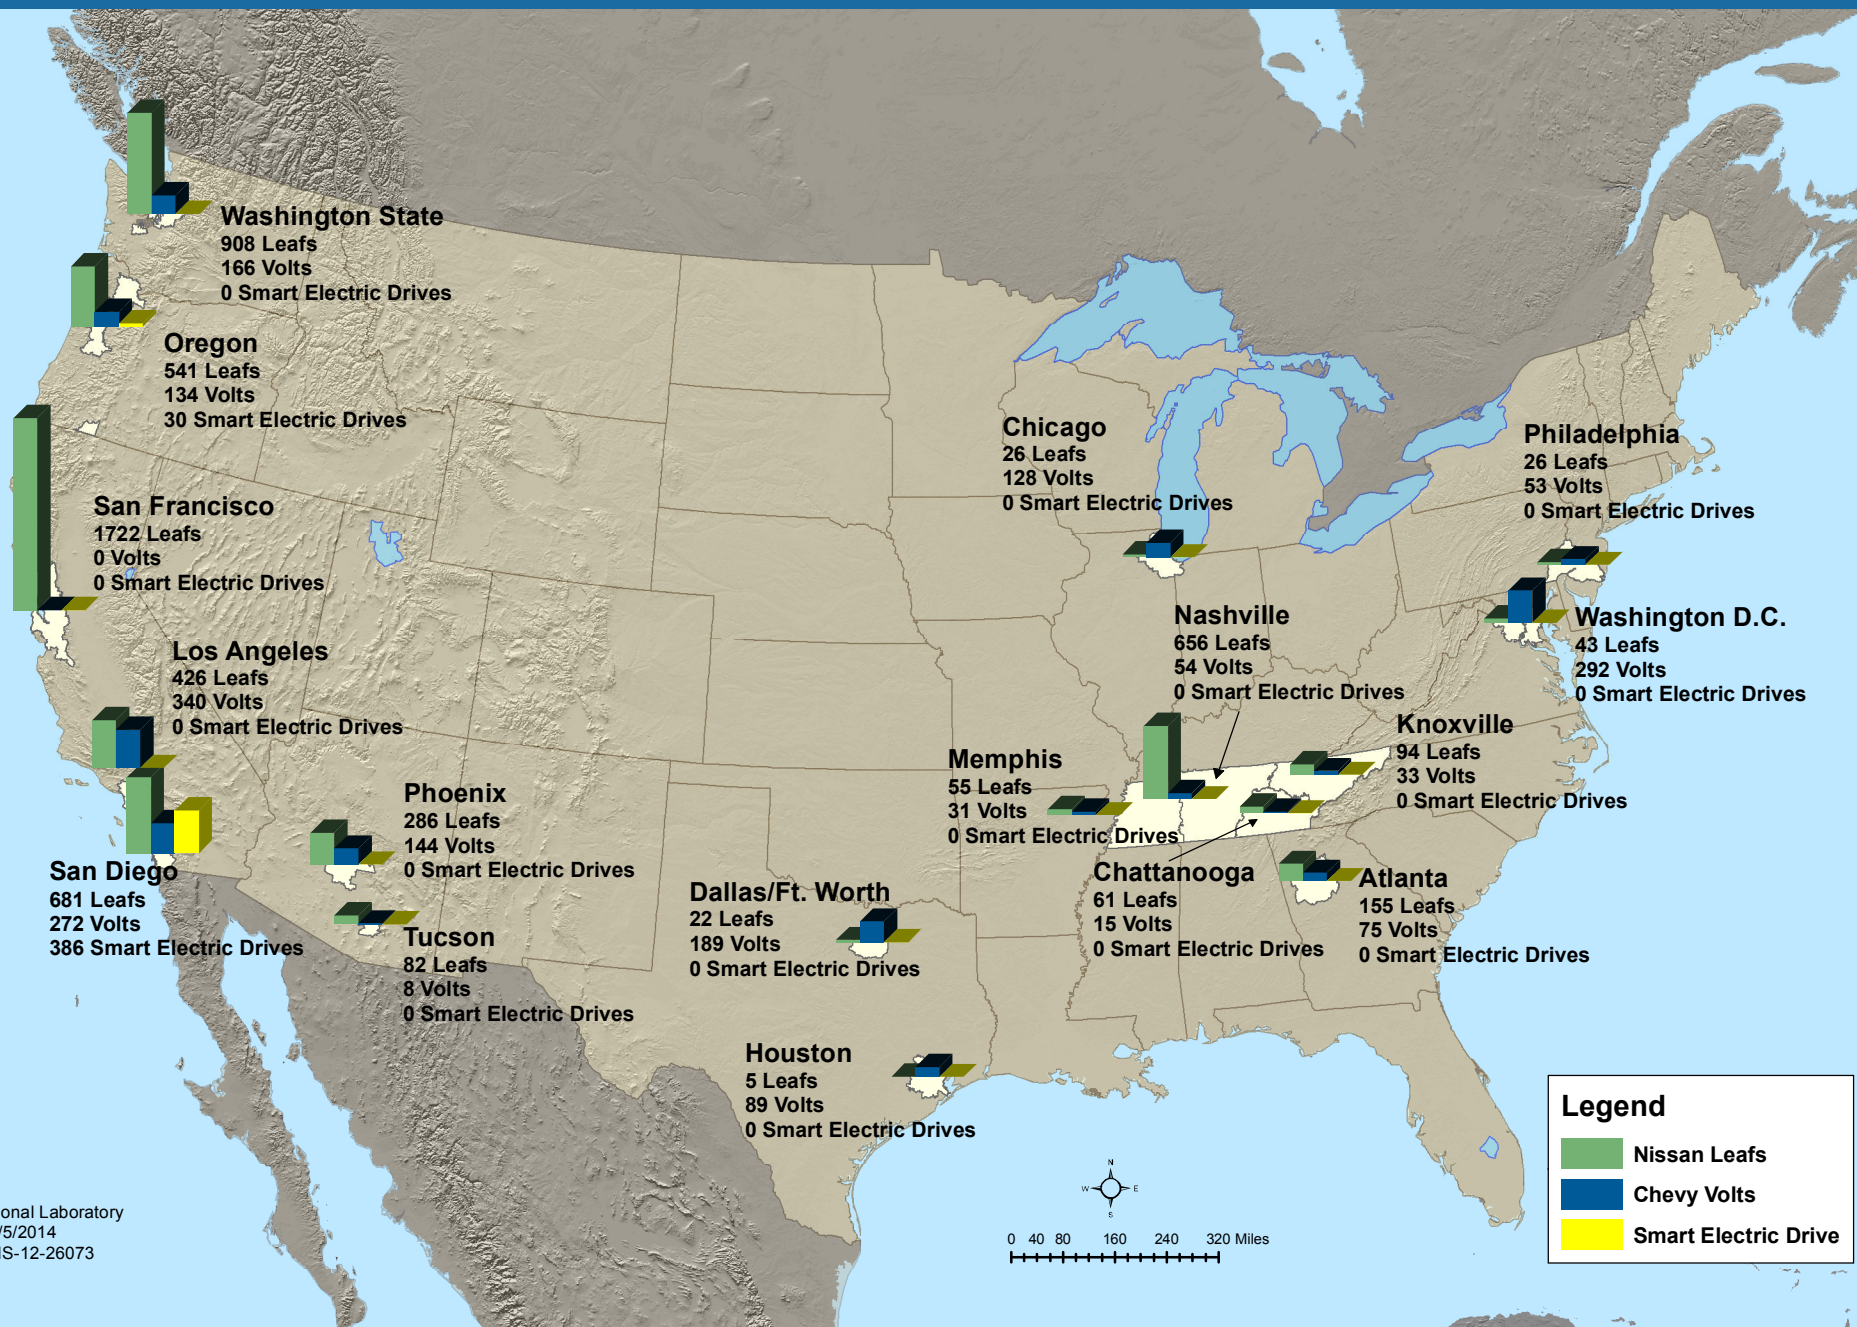 Washington State
908 Leafs
166 Volts
0 Smart Electric Drives
Oregon
541 Leafs
134 Volts
30 Smart Electric Drives
San Francisco
1722 Leafs
0 Volts
0 Smart Electric Drives
Los Angeles
426 Leafs
340 Volts
0 Smart Electric Drives
San Diego
681 Leafs
272 Volts
386 Smart Electric Drives
Phoenix
286 Leafs
144 Volts
0 Smart Electric Drives
Tucson
82 Leafs
8 Volts
0 Smart Electric Drives
Dallas/Ft. Worth
22 Leafs
189 Volts
0 Smart Electric Drives
Houston
5 Leafs
89 Volts
0 Smart Electric Drives
Chicago
26 Leafs
128 Volts
0 Smart Electric Drives
Nashville
656 Leafs
54 Volts
0 Smart Electric Drives
Memphis
55 Leafs
31 Volts
0 Smart Electric Drives
Chattanooga
61 Leafs
15 Volts
0 Smart Electric Drives
Knoxville
94 Leafs
33 Volts
0 Smart Electric Drives
Atlanta
155 Leafs
75 Volts
0 Smart Electric Drives
Philadelphia
26 Leafs
53 Volts
0 Smart Electric Drives
Washington D.C.
43 Leafs
292 Volts
0 Smart Electric Drives
onal Laboratory
/5/2014
IS-12-26073
N
W E
S
0 40 80 160 240 320 Miles
Legend
Nissan Leafs
Chevy Volts
Smart Electric Drive